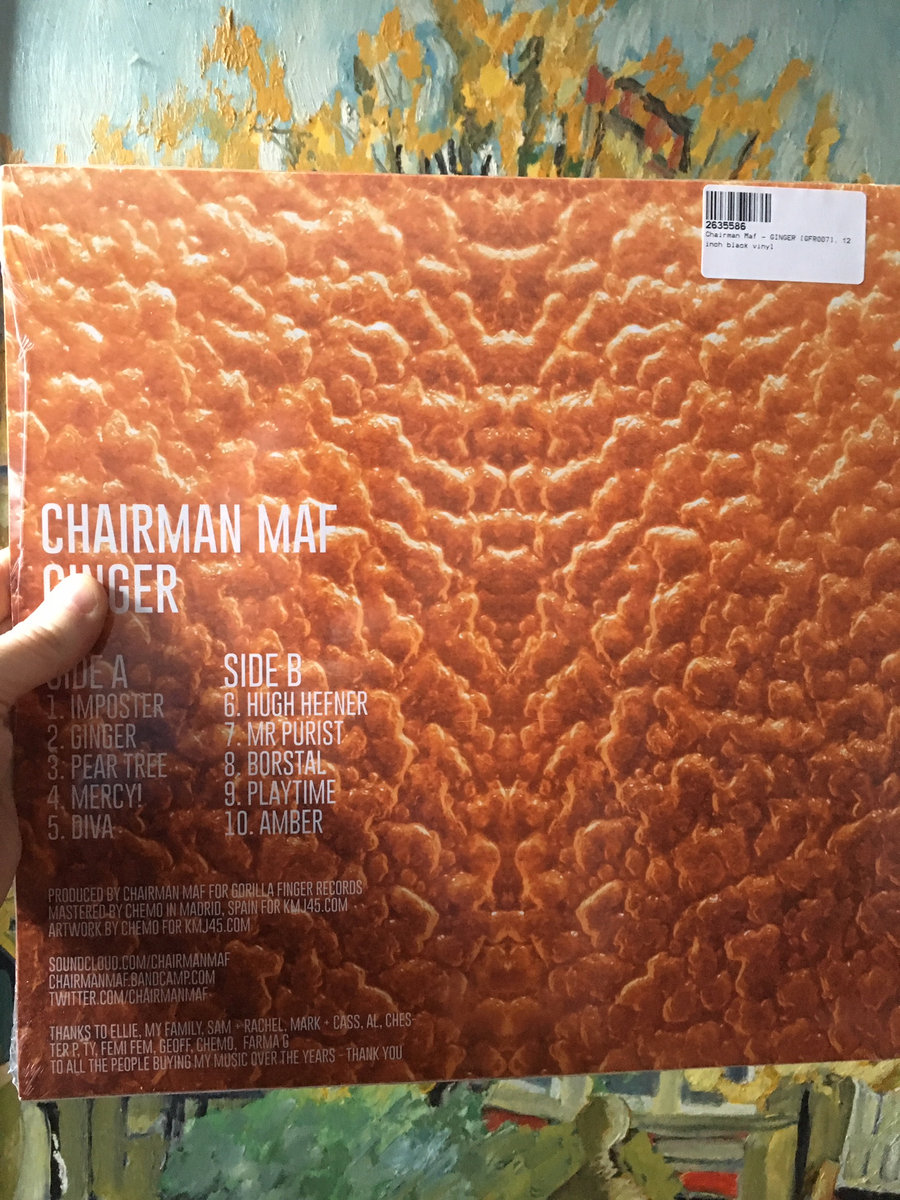 2635586
Chairman Maf - GINGER [GFR007]. 12
inch black vinyl
CHAIRMAN MAF
GINGER
SIDE A
1. IMPOSTER
2. GINGER
3. PEAR TREE
4. MERCY!
5. DIVA
SIDE B
6. HUGH HEFNER
7. MR PURIST
8. BORSTAL
9. PLAYTIME
10. AMBER
PRODUCED BY CHAIRMAN MAF FOR GORILLA FINGER RECORDS
MASTERED BY CHEMO IN MADRID, SPAIN FOR KMJ45.COM
ARTWORK BY CHEMO FOR KMJ45.COM
SOUNDCLOUD.COM/CHAIRMANMAF
CHAIRMANMAF.BANDCAMP.COM
TWITTER.COM/CHAIRMANMAF
THANKS TO ELLIE, MY FAMILY, SAM + RACHEL, MARK + CASS, AL, CHES-
TER P, TY, FEMI FEM, GEOFF, CHEMO, FARMA G
TO ALL THE PEOPLE BUYING MY MUSIC OVER THE YEARS - THANK YOU